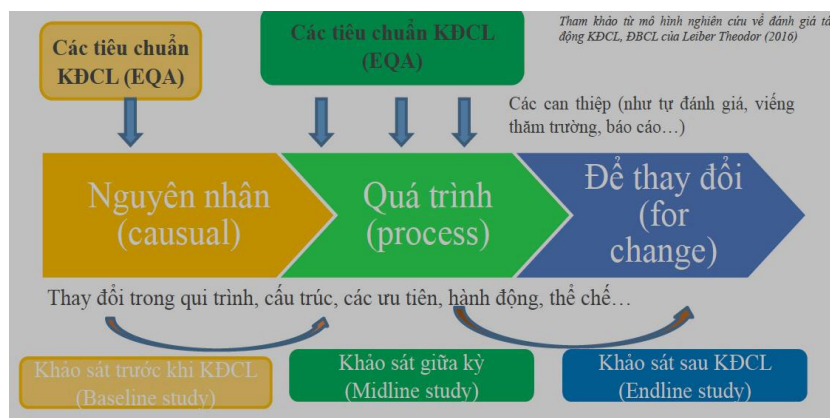 Các tiêu chuẩn
KĐCL (EQA)
Các tiêu chuẩn KĐCL
(EQA)
Tham khảo từ mô hình nghiên cứu về đánh giá tá
động KĐCL, ĐBCL của Leiber Theodor (2016)
Các can thiệp (như tự đánh giá, viếng
thăm trường, báo cáo…)
Nguyên nhân
(causual)
Quá trình
(process)
Để thay đổi
(for
change)
Thay đổi trong qui trình, cấu trúc, các ưu tiên, hành động, thể chế…
Khảo sát trước khi KĐCL
(Baseline study)
Khảo sát giữa kỳ
(Midline study)
Khảo sát sau KĐCL
(Endline study)